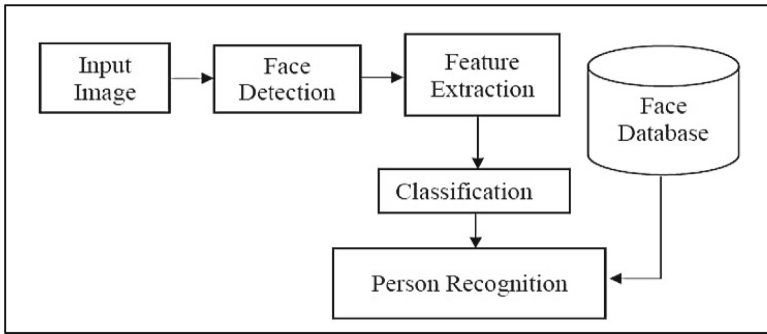 Input
Image
Face
Detection
Feature
Extraction
Face
Database
Classification
Person Recognition